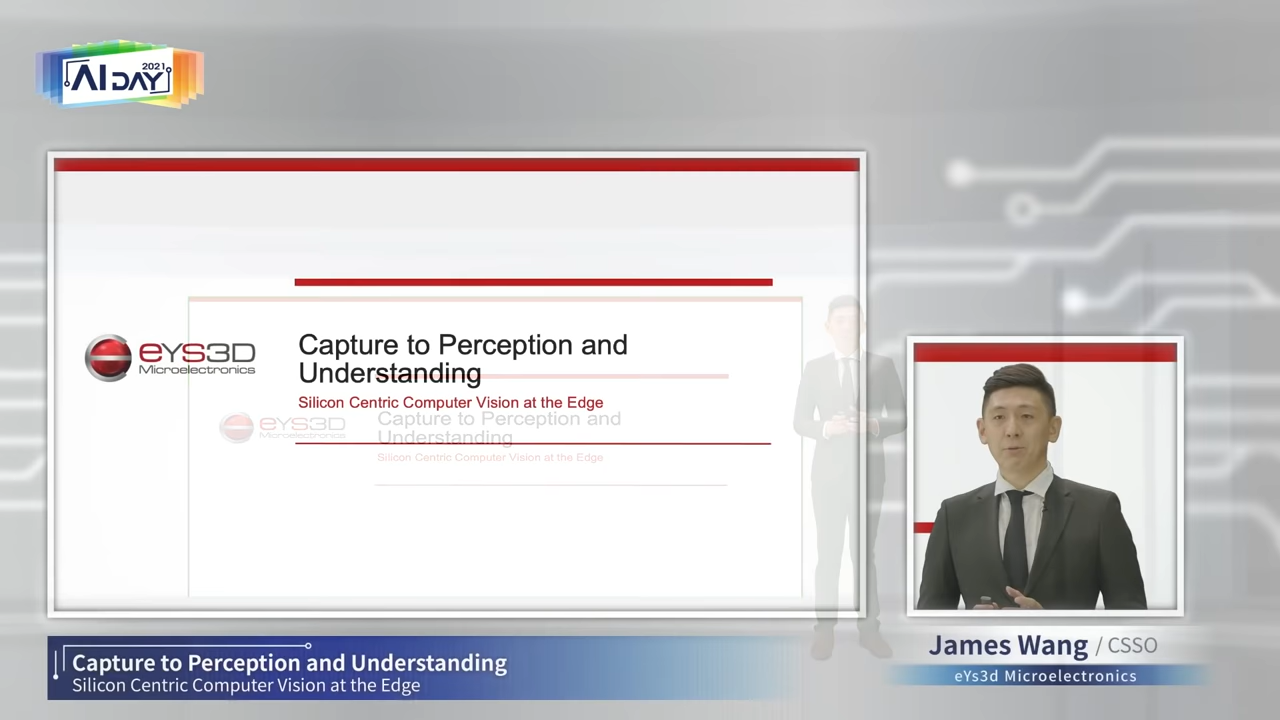 2021
AI DAY
eYS3D
Microelectronics
Capture to Perception and
Understanding
Silicon Centric Computer Vision at the Edge
eYS3D
Microelectronics
Capture to Perception and
Understanding
Silicon Centric Computer Vision at the Edge
Capture to Perception and Understanding
Silicon Centric Computer Vision at the Edge
James Wang / CSSO
eYs3d Microelectronics